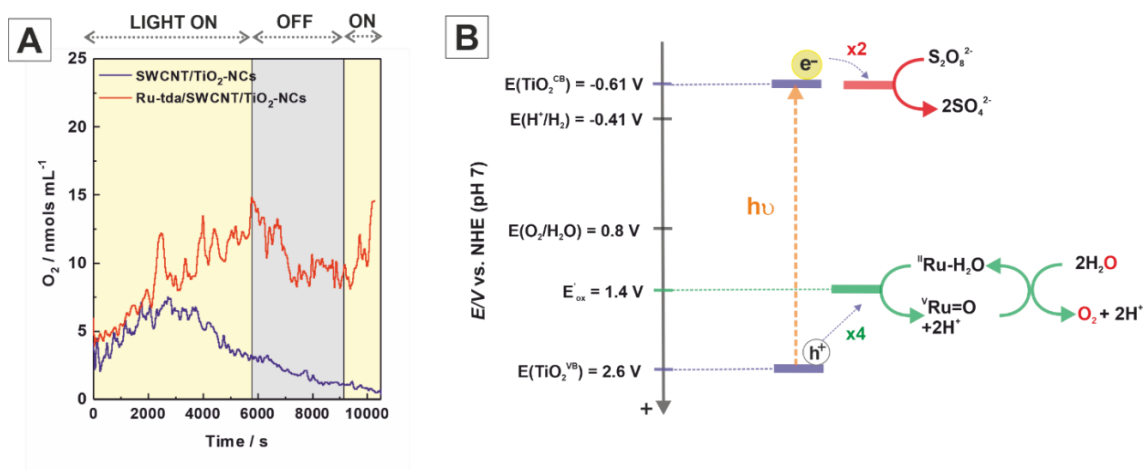 A
LIGHT ON
OFF
ON
SWCNT/TiO₂-NCs
Ru-tda/SWCNT/TiO₂-NCs
O₂ / nmols mL⁻¹
25
20
15
10
5
0
0
2000
4000
6000
8000
10000
Time / s
B
E/V vs. NHE (pH 7)
E(TiO₂ᶜᴮ) = -0.61 V
E(H⁺/H₂) = -0.41 V
E(O₂/H₂O) = 0.8 V
E'ox = 1.4 V
E(TiO₂ⱽᴮ) = 2.6 V
+
e⁻
x2
S₂O₈²⁻
2SO₄²⁻
hυ
ᴵᴵRu-H₂O
ⱽRu=O
+2H⁺
2H₂O
O₂ + 2H⁺
h⁺
x4